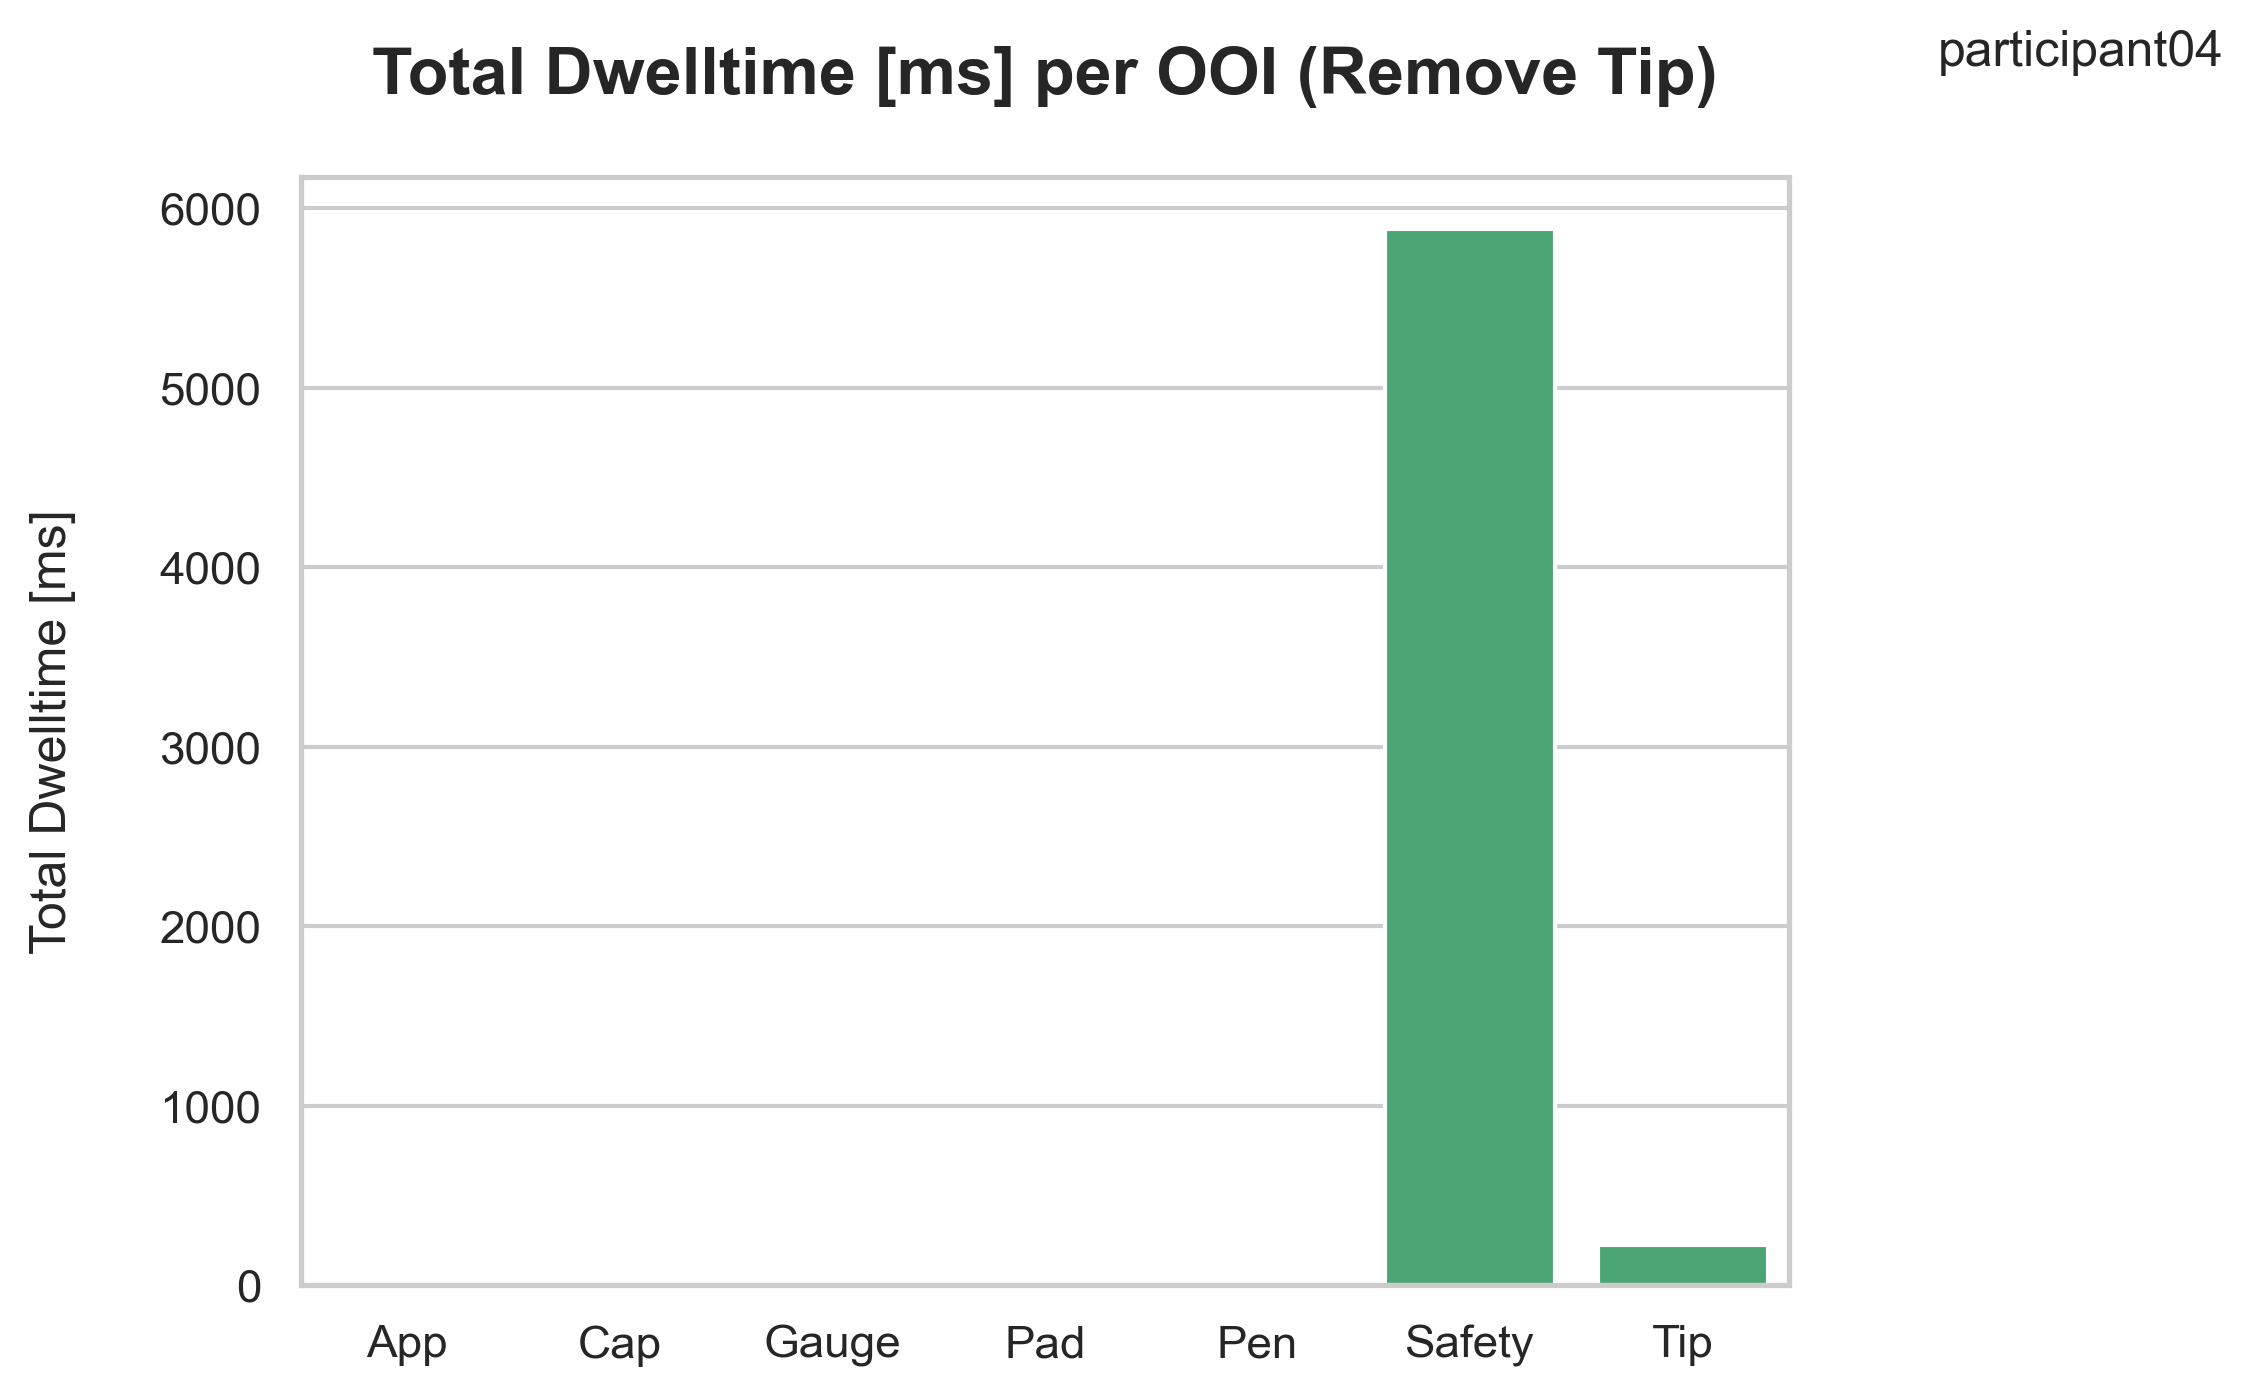 Total Dwelltime [ms] per OOI (Remove Tip)
participant04
Total Dwelltime [ms]
6000
5000
4000
3000
2000
1000
0
App Cap Gauge Pad Pen Safety Tip